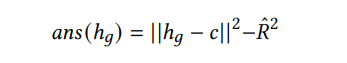 ans(h_g) = ||h_g − c||²−R̂²